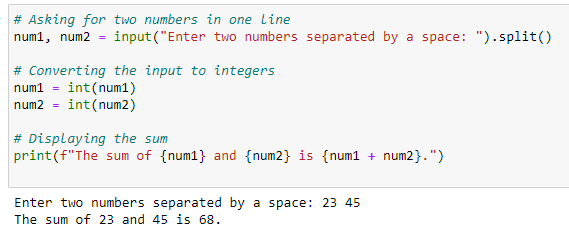 # Asking for two numbers in one line
num1, num2 = input("Enter two numbers separated by a space: ").split()
# Converting the input to integers
num1 = int(num1)
num2 = int(num2)
# Displaying the sum
print(f"The sum of {num1} and {num2} is {num1 + num2}.")
Enter two numbers separated by a space: 23 45
The sum of 23 and 45 is 68.